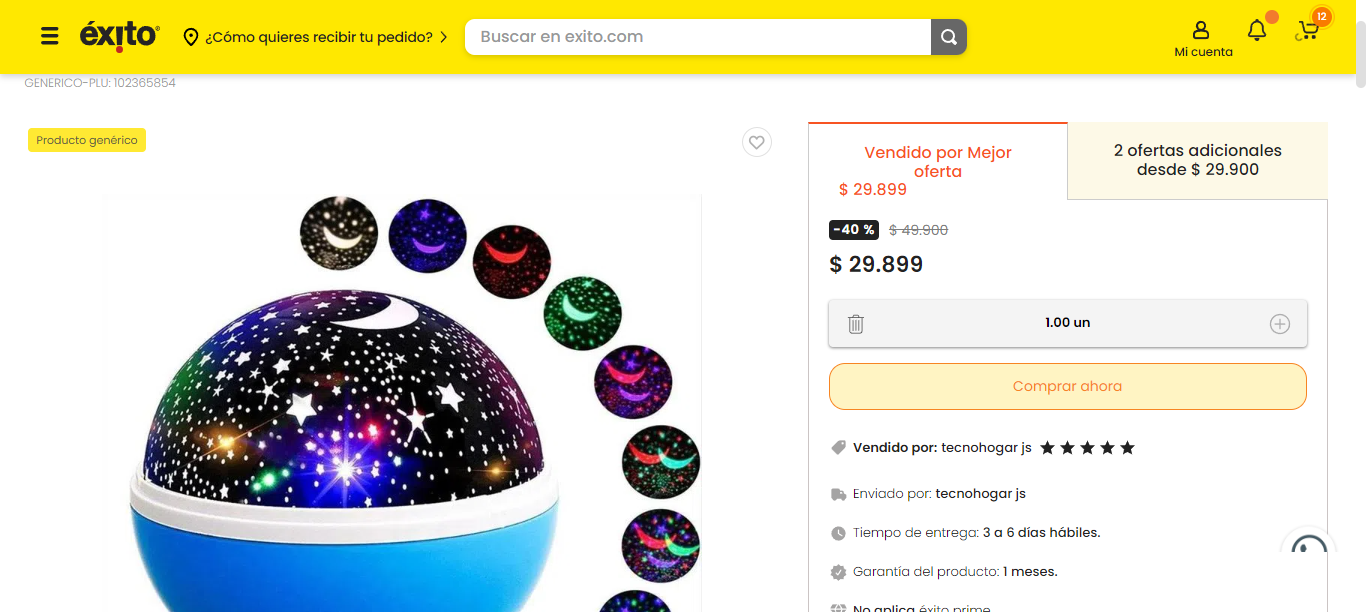 éxito
¿Cómo quieres recibir tu pedido?
Buscar en exito.com
Mi cuenta
12
GENERICO-PLU: 102365854
Producto genérico
Vendido por Mejor
oferta
$ 29.899
2 ofertas adicionales
desde $ 29.900
-40 % $ 49.900
$ 29.899
1.00 un
Comprar ahora
Vendido por: tecnohogar js
Enviado por: tecnohogar js
Tiempo de entrega: 3 a 6 días hábiles.
Garantía del producto: 1 meses.
No aplica éxito prime